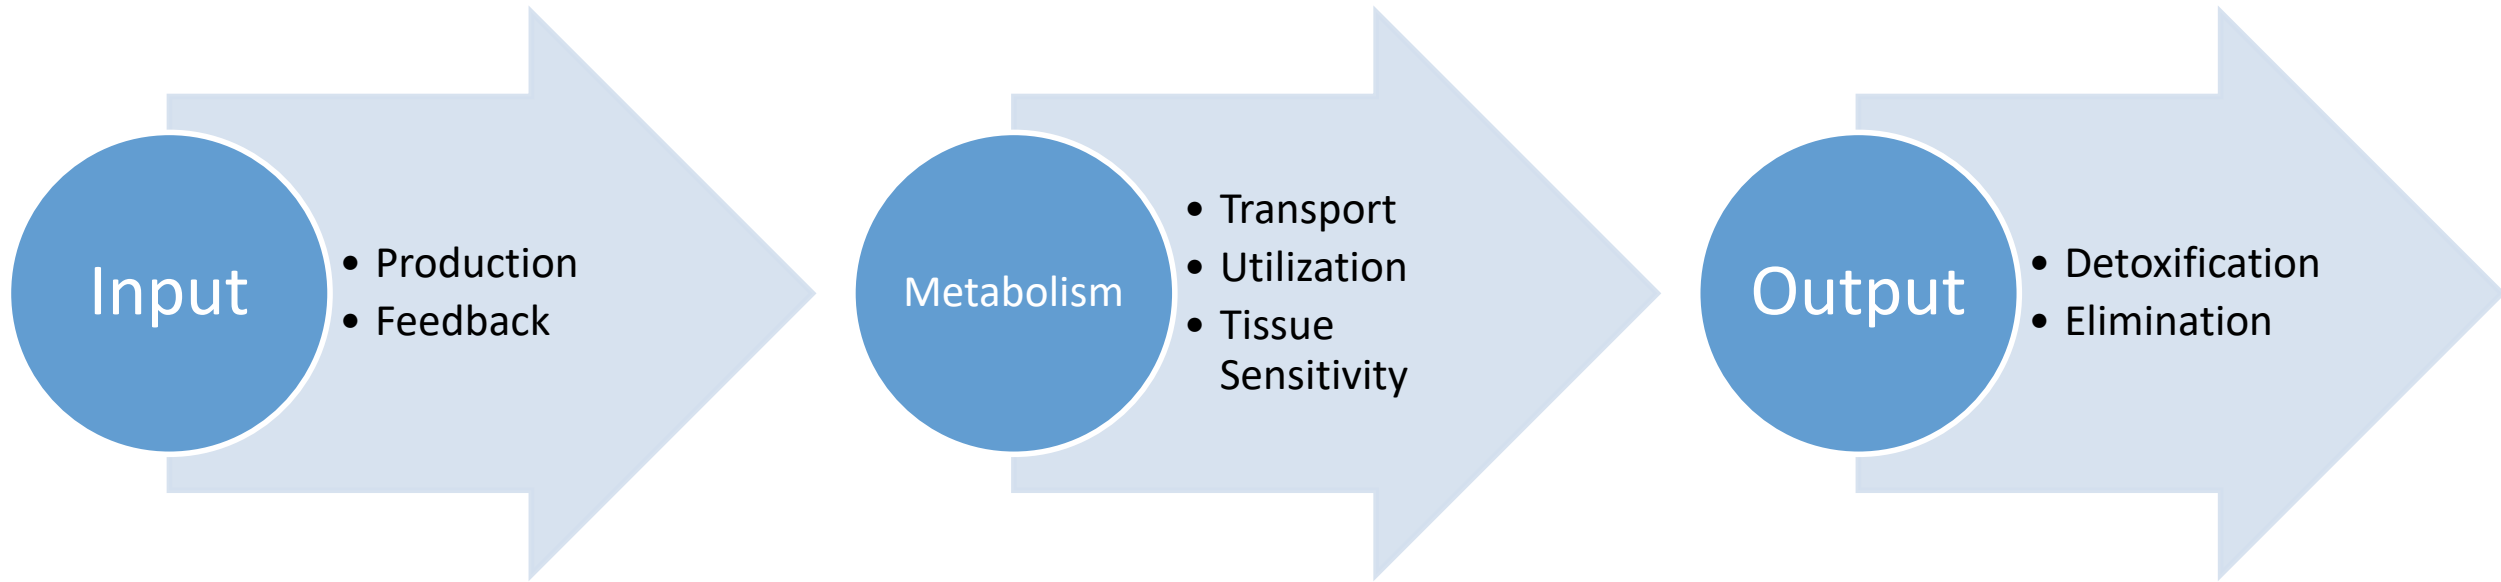 Input
• Production
• Feedback
Metabolism
• Transport
• Utilization
• Tissue
Sensitivity
Output
• Detoxification
• Elimination